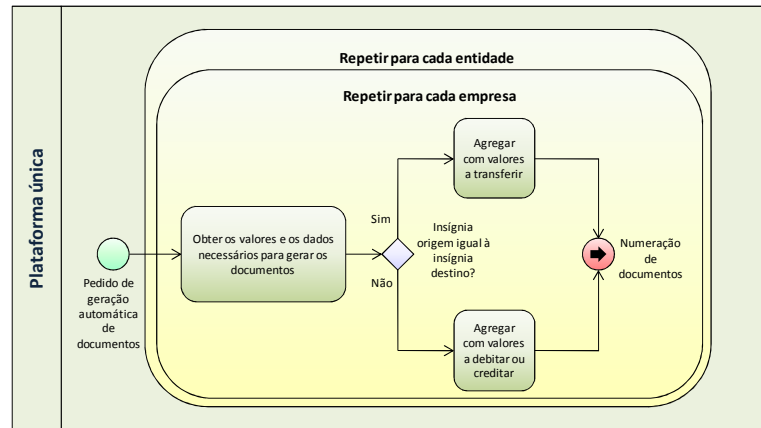 Plataforma única
Repetir para cada entidade
Repetir para cada empresa
Pedido de
geração
automática
de
documentos
Obter os valores e os dados
necessários para gerar os
documentos
Sim
Não
Insígnia
origem igual à
insígnia
destino?
Agregar
com valores
a transferir
Agregar
com valores
a debitar ou
creditar
Numeração
de
documentos